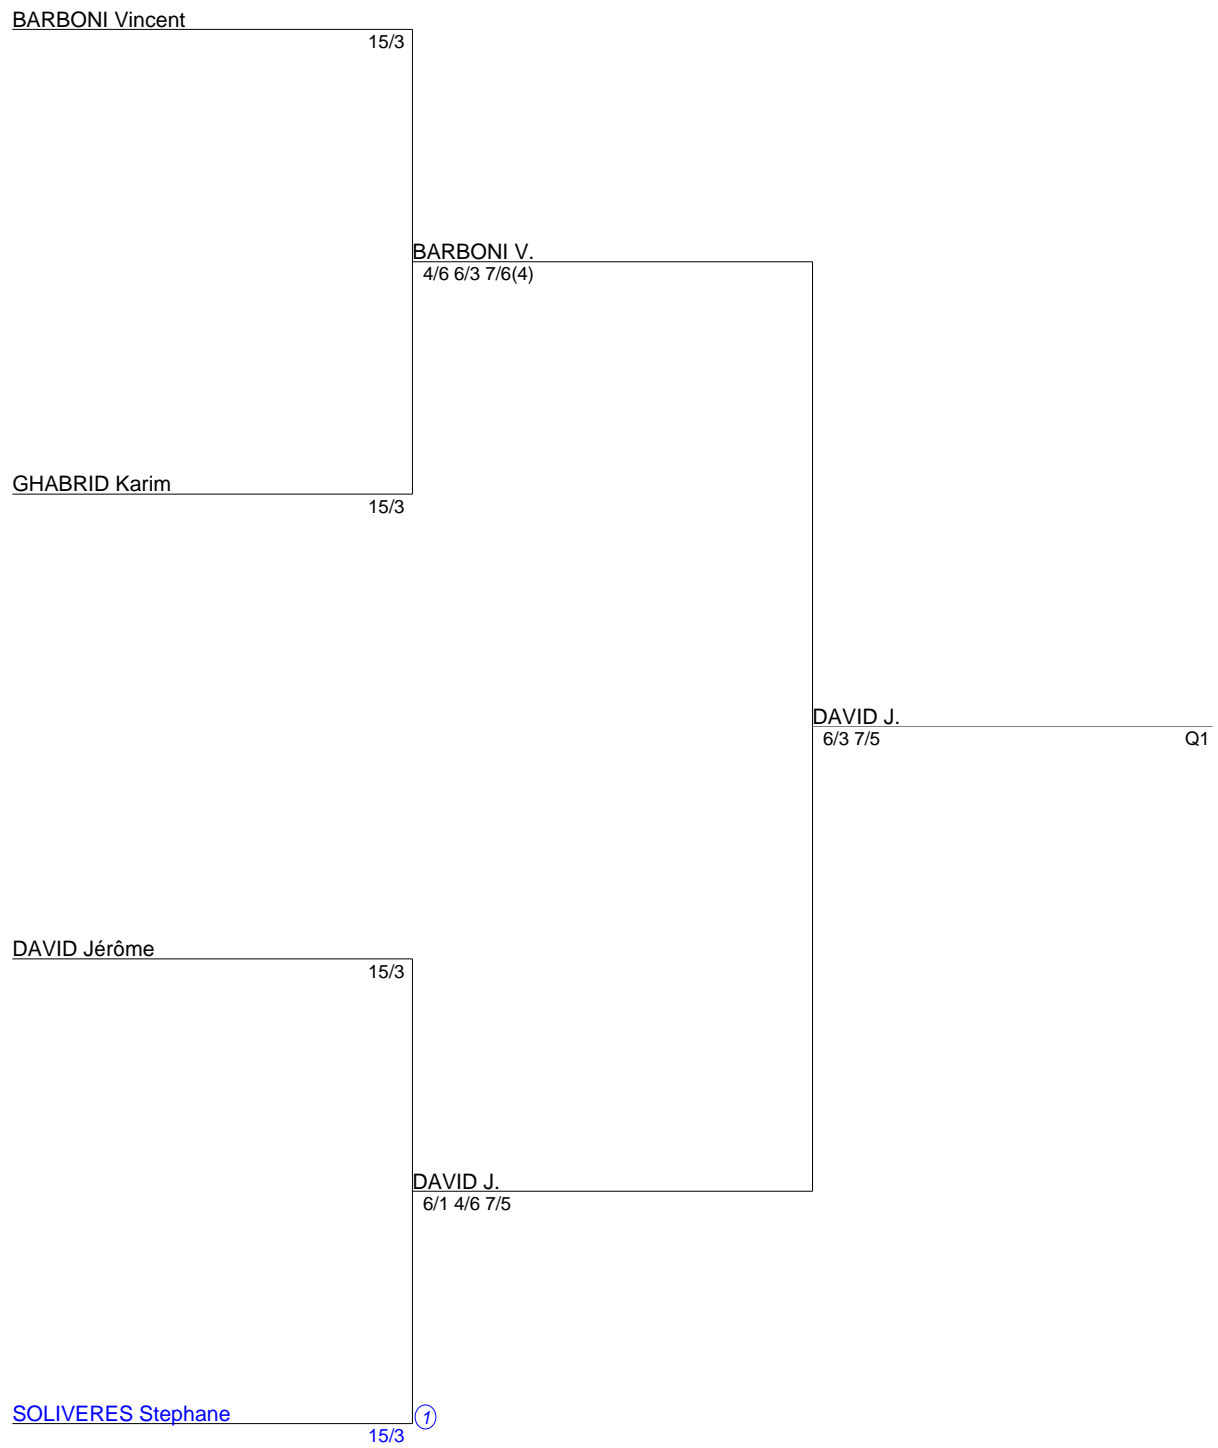 BARBONI Vincent
15/3
BARBONI V.
4/6 6/3 7/6(4)
GHABRID Karim
15/3
DAVID J.
6/3 7/5
Q1
DAVID Jérôme
15/3
DAVID J.
6/1 4/6 7/5
SOLIVERES Stephane
1
15/3